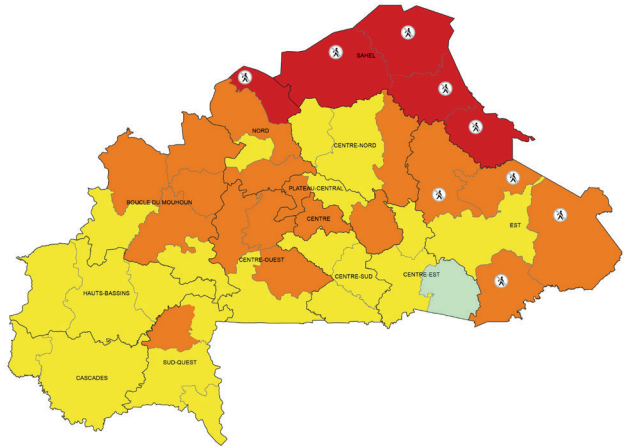 SAHEL
NORD
CENTRE-NORD
PLATEAU-CENTRAL
BOUCLE DU MOUHOUN
CENTRE
EST
CENTRE-OUEST
CENTRE-SUD
CENTRE-EST
HAUTS-BASSINS
SUD-OUEST
CASCADES